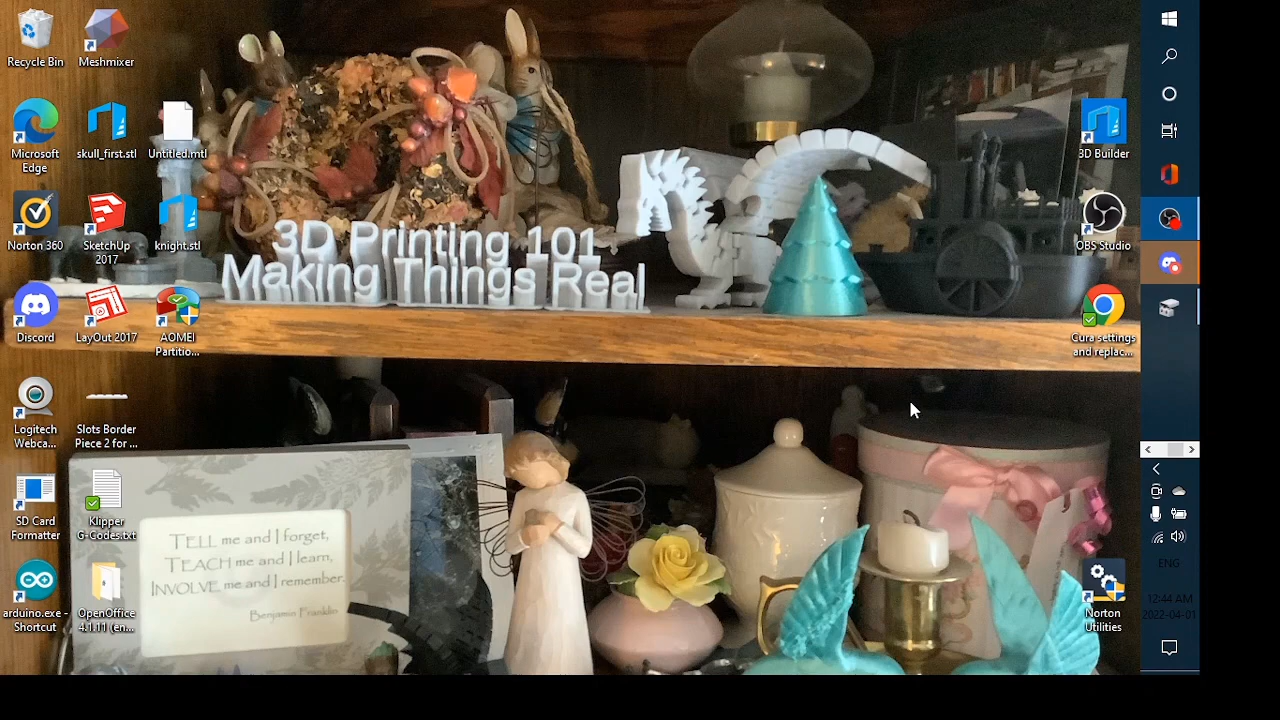 Recycle Bin
Meshmixer
Microsoft
Edge
skull_first.stl
Untitled.mtl
3D Builder
Norton 360
SketchUp
2017
knight.stl
OBS Studio
3D Printing 101
Making Things Real
Discord
LayOut 2017
AOMEI
Partitio...
Cura settings
and replac...
Logitech
Webca...
Slots Border
Piece 2 for ...
SD Card
Formatter
Klipper
G-Codes.txt
TELL me and I forget,
TEACH me and I learn,
INVOLVE me and I remember.
Benjamin Franklin
arduino.exe -
Shortcut
OpenOffice
4.1.11 (en...
Norton
Utilities
ENG
12:44 AM
2022-04-01